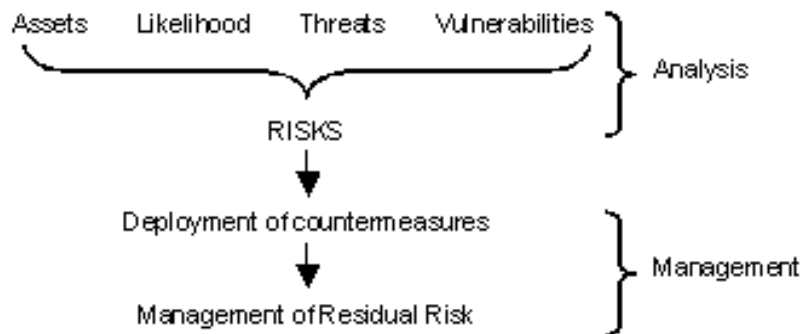 Assets Likelihood Threats Vulnerabilities
Analysis
RISKS
Deployment of countermeasures
Management
Management of Residual Risk